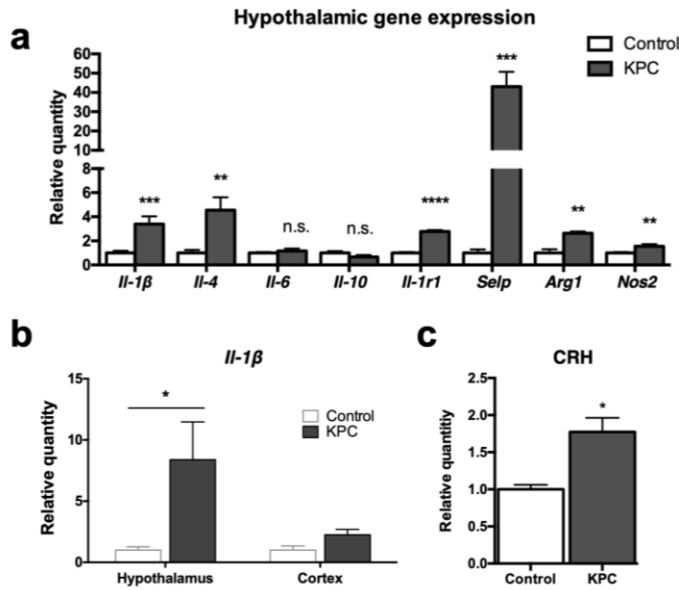 Hypothalamic gene expression
a
Control
KPC
Relative quantity
60
50
40
30
20
10
8
6
4
2
0
***
**
n.s.
n.s.
****
***
**
**
Il-1β
Il-4
Il-6
Il-10
Il-1r1
Selp
Arg1
Nos2
b
Il-1β
Relative quantity
15
10
5
0
*
Control
KPC
Hypothalamus
Cortex
c
CRH
Relative quantitiy
2.5
2.0
1.5
1.0
0.5
0.0
*
Control
KPC